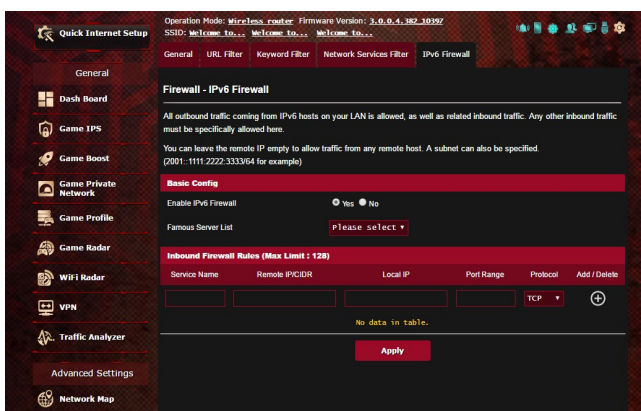 Quick Internet Setup
General
Dash Board
Game IPS
Game Boost
Game Private
Network
Game Profile
Game Radar
WiFi Radar
VPN
Traffic Analyzer
Advanced Settings
Network Map
Operation Mode: Wireless router Firmware Version: 3.0.0.4.382_10397
SSID: Welcome to... Welcome to... Welcome to...
General URL Filter Keyword Filter Network Services Filter IPv6 Firewall
Firewall - IPv6 Firewall
All outbound traffic coming from IPv6 hosts on your LAN is allowed, as well as related inbound traffic. Any other inbound traffic
must be specifically allowed here.
You can leave the remote IP empty to allow traffic from any remote host. A subnet can also be specified.
(2001::1111:2222:3333/64 for example)
Basic Config
Enable IPv6 Firewall Yes No
Famous Server List Please select
Inbound Firewall Rules (Max Limit : 128)
Service Name Remote IP/CIDR Local IP Port Range Protocol Add / Delete
TCP
No data in table.
Apply